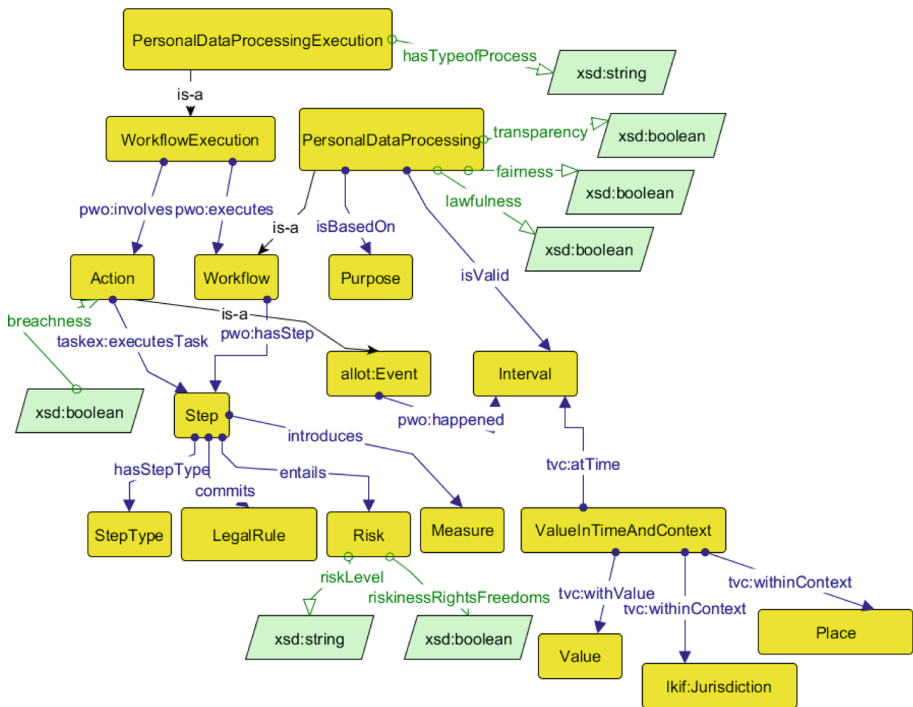 PersonalDataProcessingExecution
hasTypeofProcess
xsd:string
is-a
WorkflowExecution
PersonalDataProcessing
transparency
xsd:boolean
fairness
xsd:boolean
lawfulness
xsd:boolean
pwo:involves
pwo:executes
is-a
isBasedOn
isValid
Action
Workflow
Purpose
breachness
is-a
taskex:executesTask
pwo:hasStep
allot:Event
Interval
xsd:boolean
Step
pwo:happened
introduces
hasStepType
entails
tvc:atTime
commits
StepType
LegalRule
Risk
Measure
ValueInTimeAndContext
riskLevel
riskinessRightsFreedoms
tvc:withValue
tvc:withinContext
tvc:withinContext
xsd:string
xsd:boolean
Value
Place
lkif:Jurisdiction